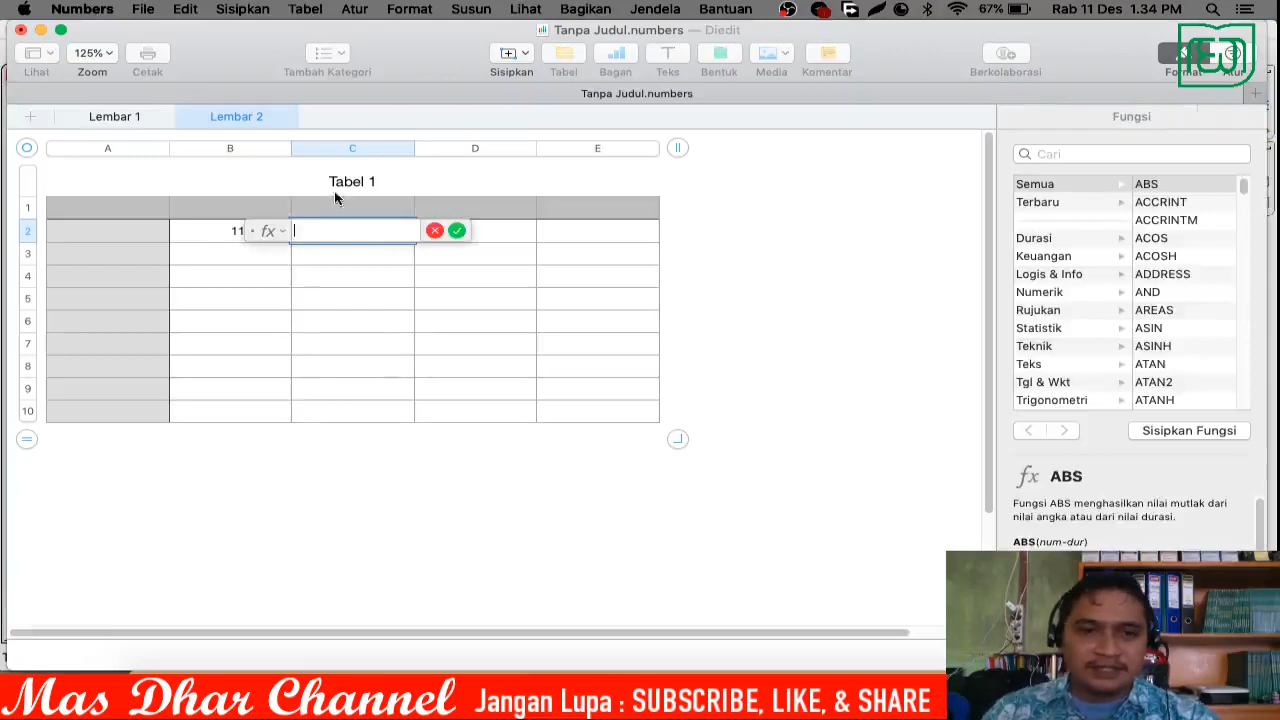 Numbers File Edit Sisipkan Tabel Atur Format Susun Lihat Bagikan Jendela Bantuan 67% Rab 11 Des 1.34 PM
Tanpa Judul.numbers — Diedit
125%
Lihat Zoom Cetak Tambah Kategori Sisipkan Tabel Bagan Teks Bentuk Media Komentar Berkolaborasi Format Atur
Tanpa Judul.numbers
Lembar 1 Lembar 2 Fungsi
A B C D E
Cari
Tabel 1
1
2 11 fx
3
4
5
6
7
8
9
10
Semua ABS
Terbaru ACCRINT
ACCRINTM
Durasi ACOS
Keuangan ACOSH
Logis & Info ADDRESS
Numerik AND
Rujukan AREAS
Statistik ASIN
Teknik ASINH
Teks ATAN
Tgl & Wkt ATAN2
Trigonometri ATANH
Sisipkan Fungsi
fx ABS
Fungsi ABS menghasilkan nilai mutlak dari
nilai angka atau dari nilai durasi.
ABS(num-dur)
Mas Dhar Channel Jangan Lupa : SUBSCRIBE, LIKE, & SHARE